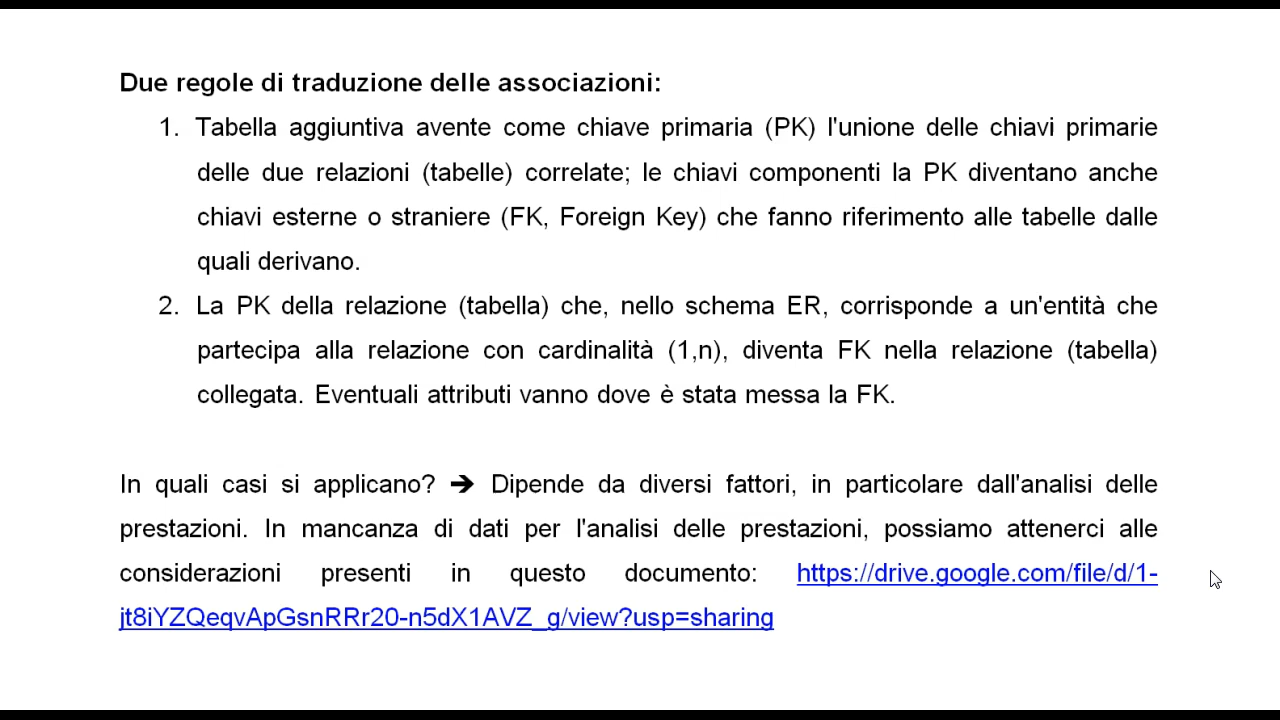 Due regole di traduzione delle associazioni:
1. Tabella aggiuntiva avente come chiave primaria (PK) l'unione delle chiavi primarie
delle due relazioni (tabelle) correlate; le chiavi componenti la PK diventano anche
chiavi esterne o straniere (FK, Foreign Key) che fanno riferimento alle tabelle dalle
quali derivano.
2. La PK della relazione (tabella) che, nello schema ER, corrisponde a un'entità che
partecipa alla relazione con cardinalità (1,n), diventa FK nella relazione (tabella)
collegata. Eventuali attributi vanno dove è stata messa la FK.
In quali casi si applicano? ➔ Dipende da diversi fattori, in particolare dall'analisi delle
prestazioni. In mancanza di dati per l'analisi delle prestazioni, possiamo attenerci alle
considerazioni presenti in questo documento: https://drive.google.com/file/d/1-
jt8iYZQeqvApGsnRRr20-n5dX1AVZ_g/view?usp=sharing